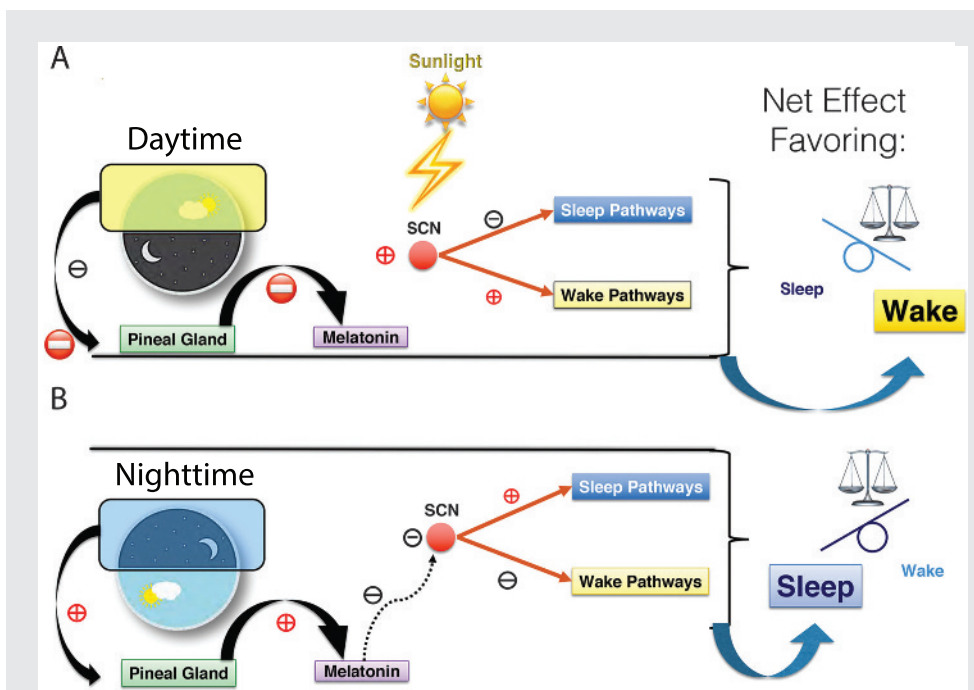 A
Sunlight
Net Effect
Favoring:
Daytime
SCN
Sleep Pathways
Wake Pathways
Sleep
Wake
Pineal Gland
Melatonin
B
Nighttime
SCN
Sleep Pathways
Wake Pathways
Sleep
Wake
Pineal Gland
Melatonin